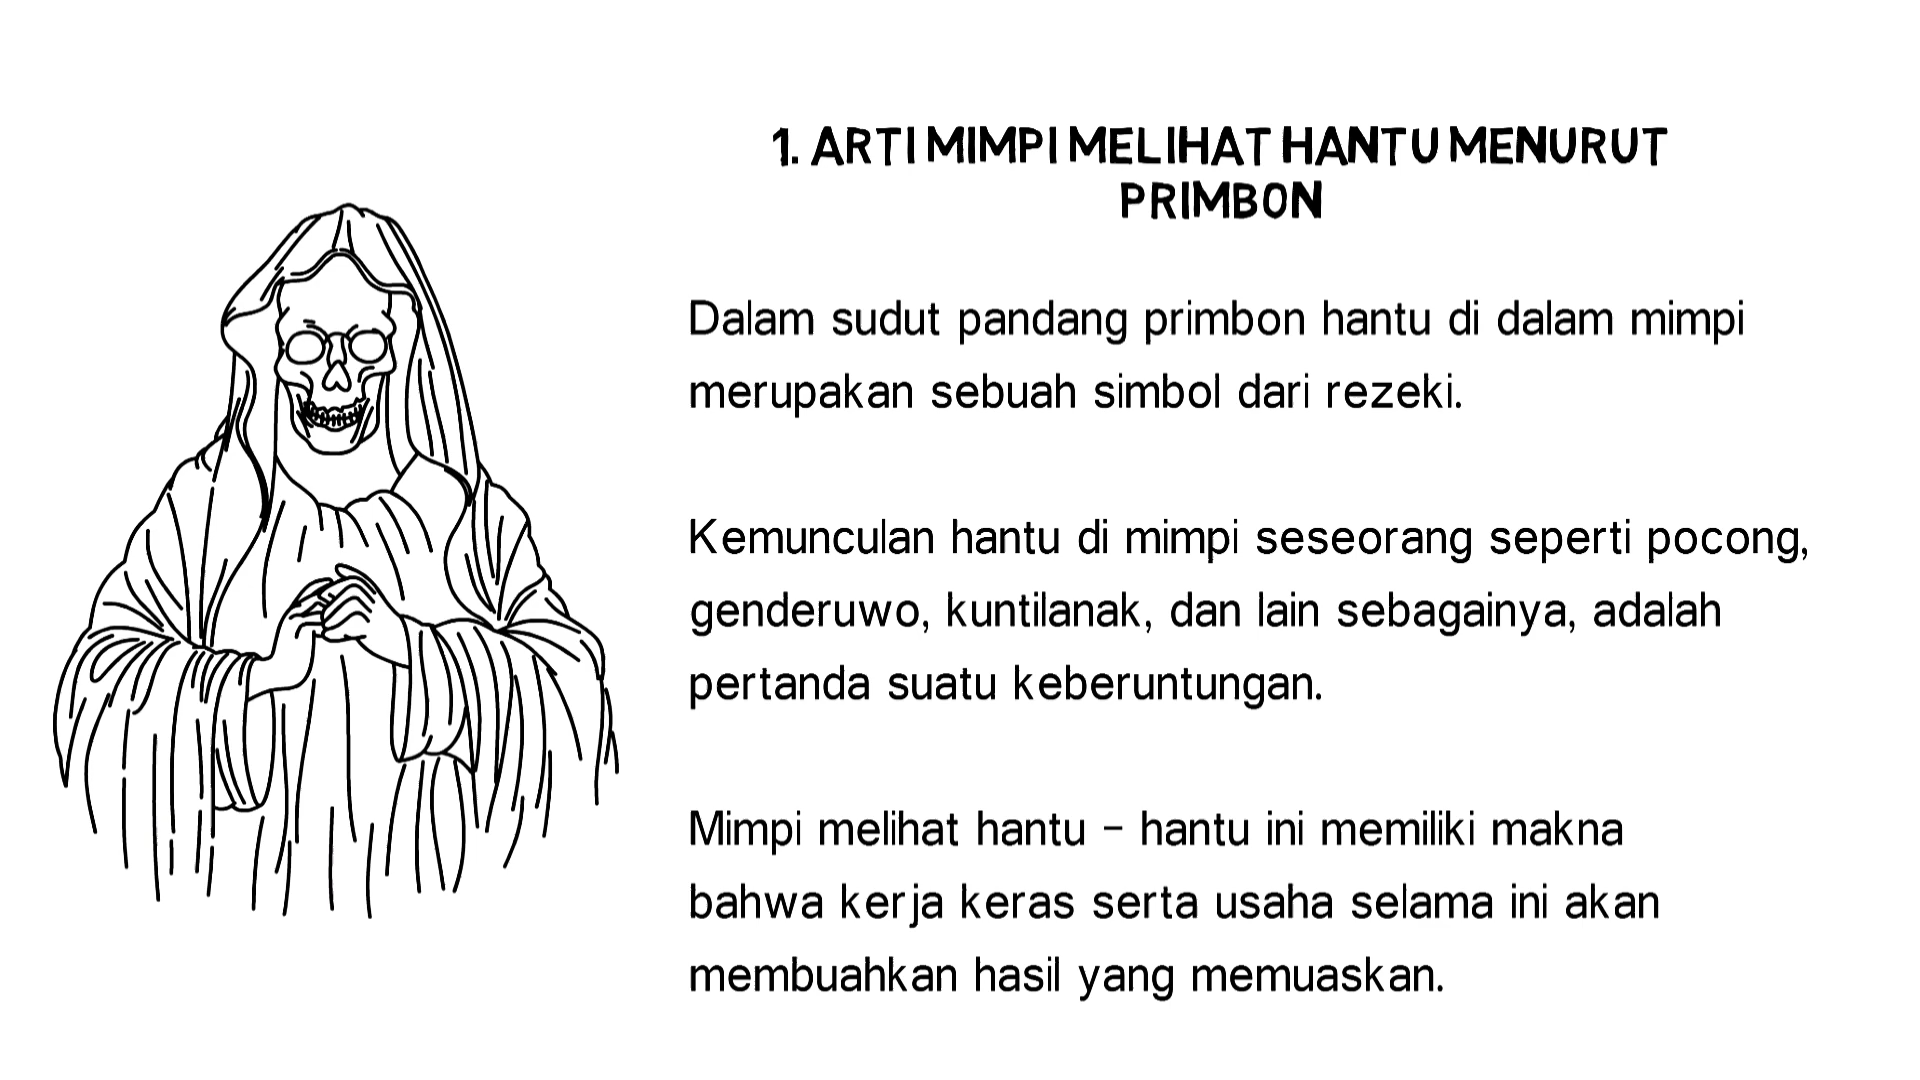 1. ARTI MIMPI MELIHAT HANTU MENURUT
PRIMBON
Dalam sudut pandang primbon hantu di dalam mimpi
merupakan sebuah simbol dari rezeki.
Kemunculan hantu di mimpi seseorang seperti pocong,
genderuwo, kuntilanak, dan lain sebagainya, adalah
pertanda suatu keberuntungan.
Mimpi melihat hantu - hantu ini memiliki makna
bahwa kerja keras serta usaha selama ini akan
membuahkan hasil yang memuaskan.